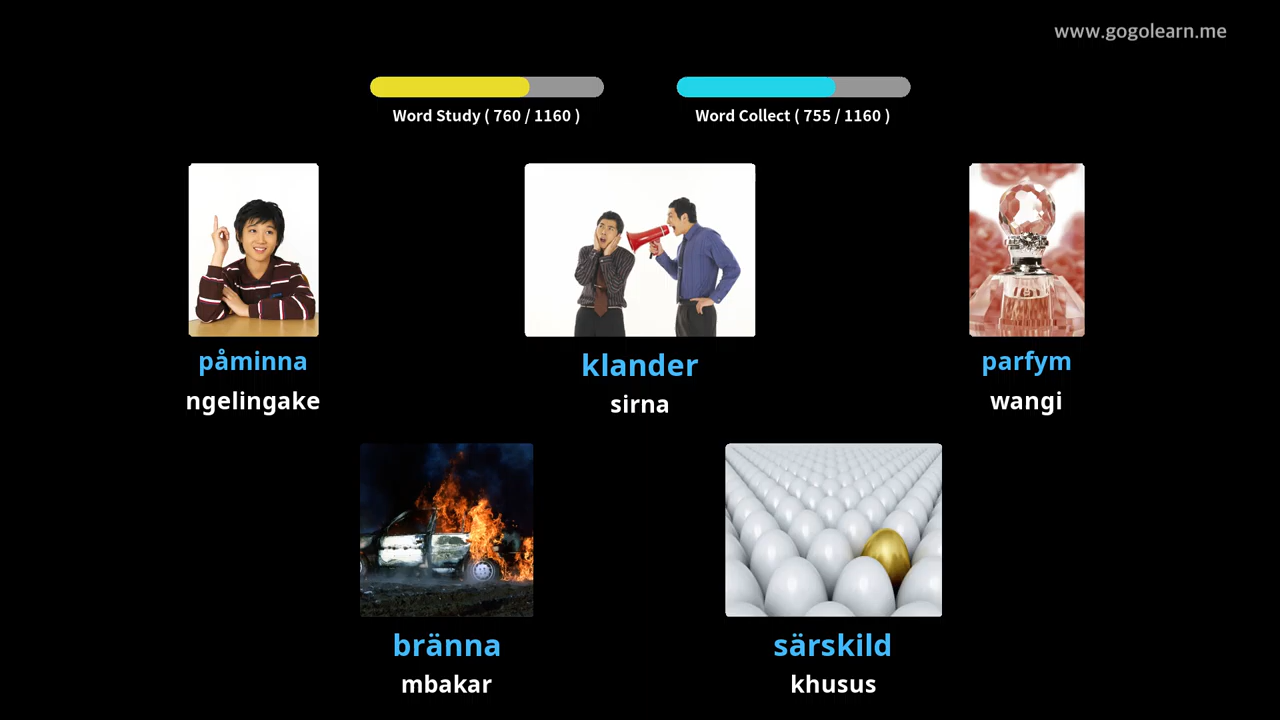 www.gogolearn.me
Word Study ( 760 / 1160 )
Word Collect ( 755 / 1160 )
påminna
ngelingake
klander
sirna
parfym
wangi
bränna
mbakar
särskild
khusus